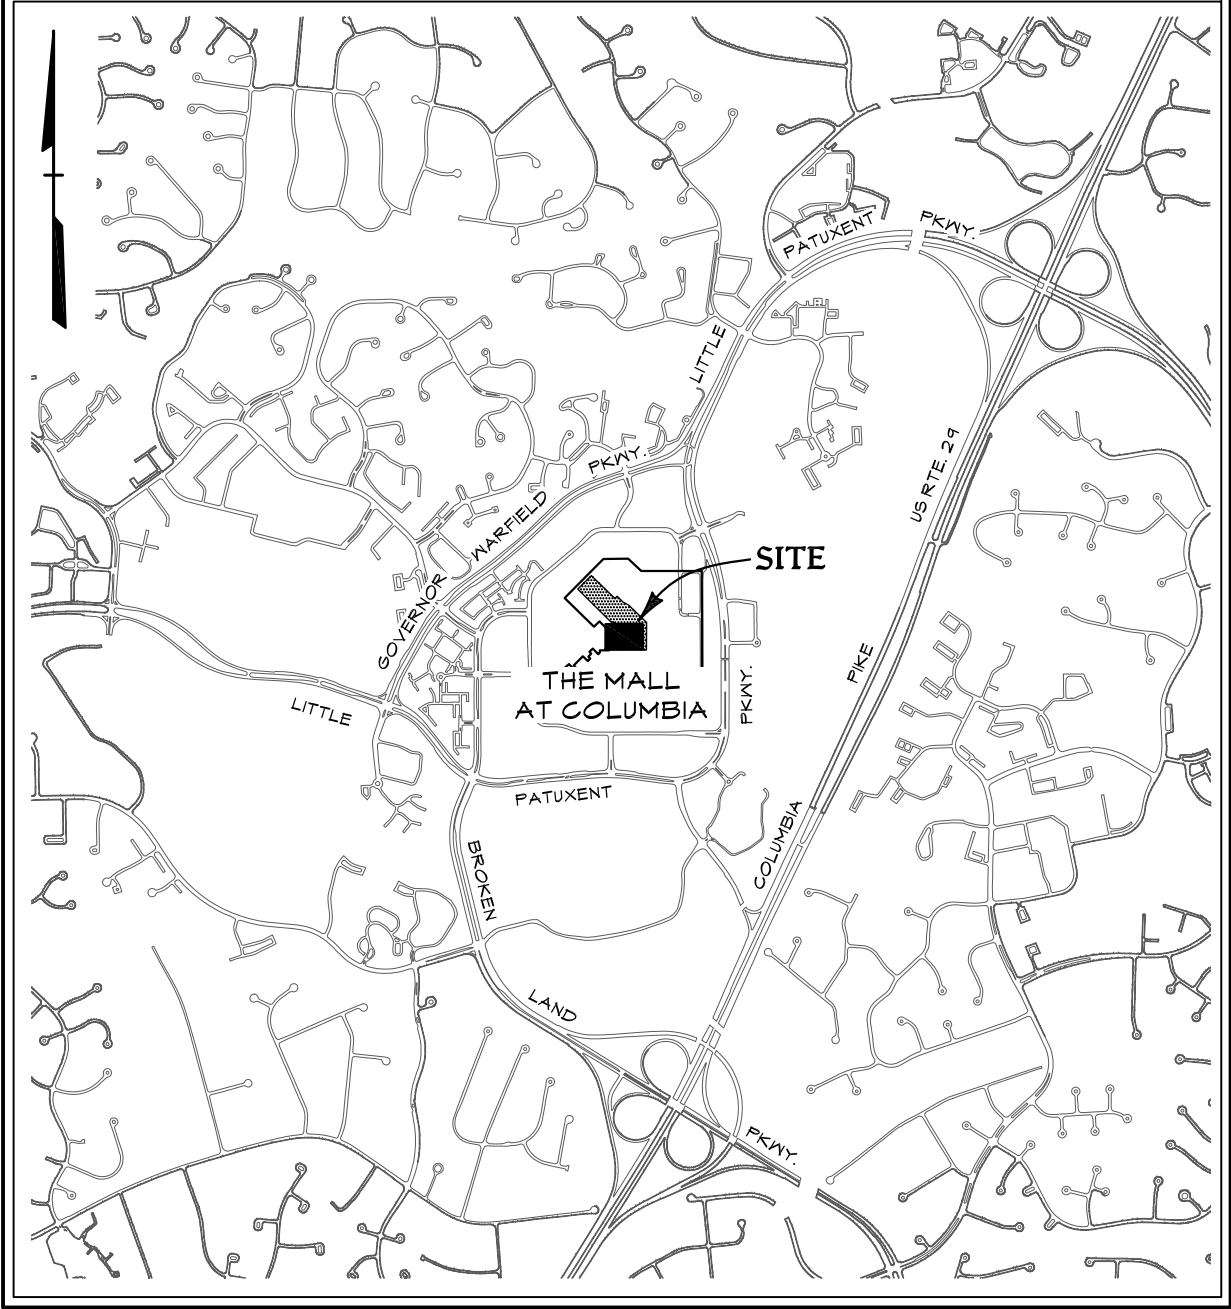 PATUXENT
PKWY.
LITTLE
US RTE. 29
PKWY.
WARFIELD
SITE
GOVERNOR
PIKE
THE MALL
AT COLUMBIA
PKWY.
LITTLE
PATUXENT
COLUMBIA
BROKEN
LAND
PKWY.